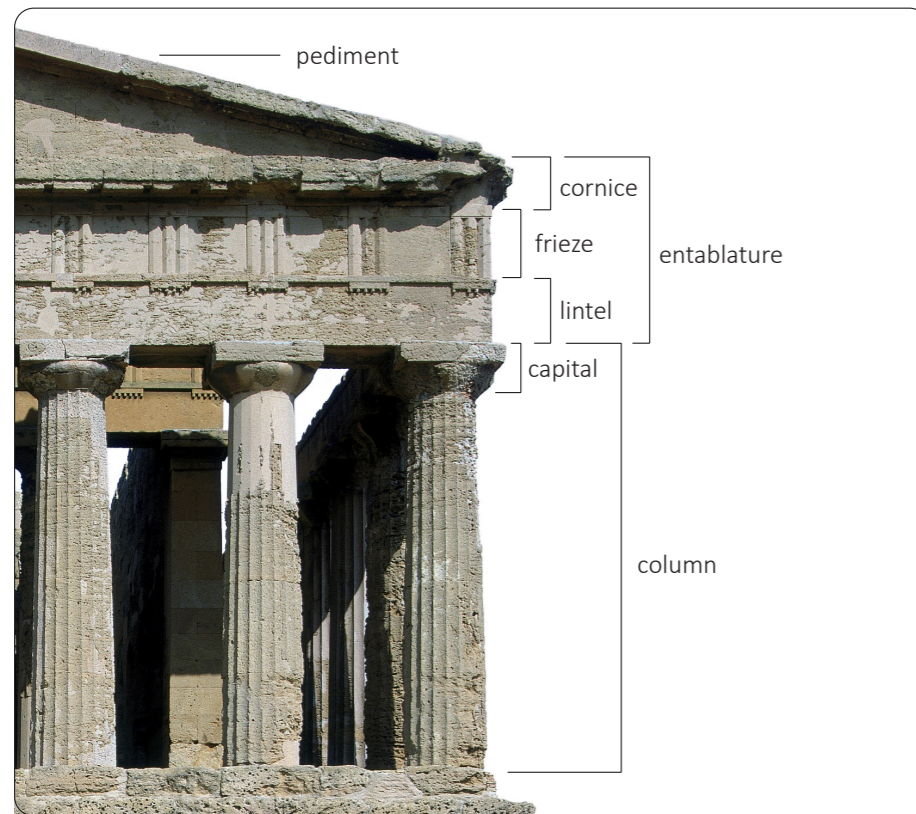 pediment
cornice
frieze
entablature
lintel
capital
column